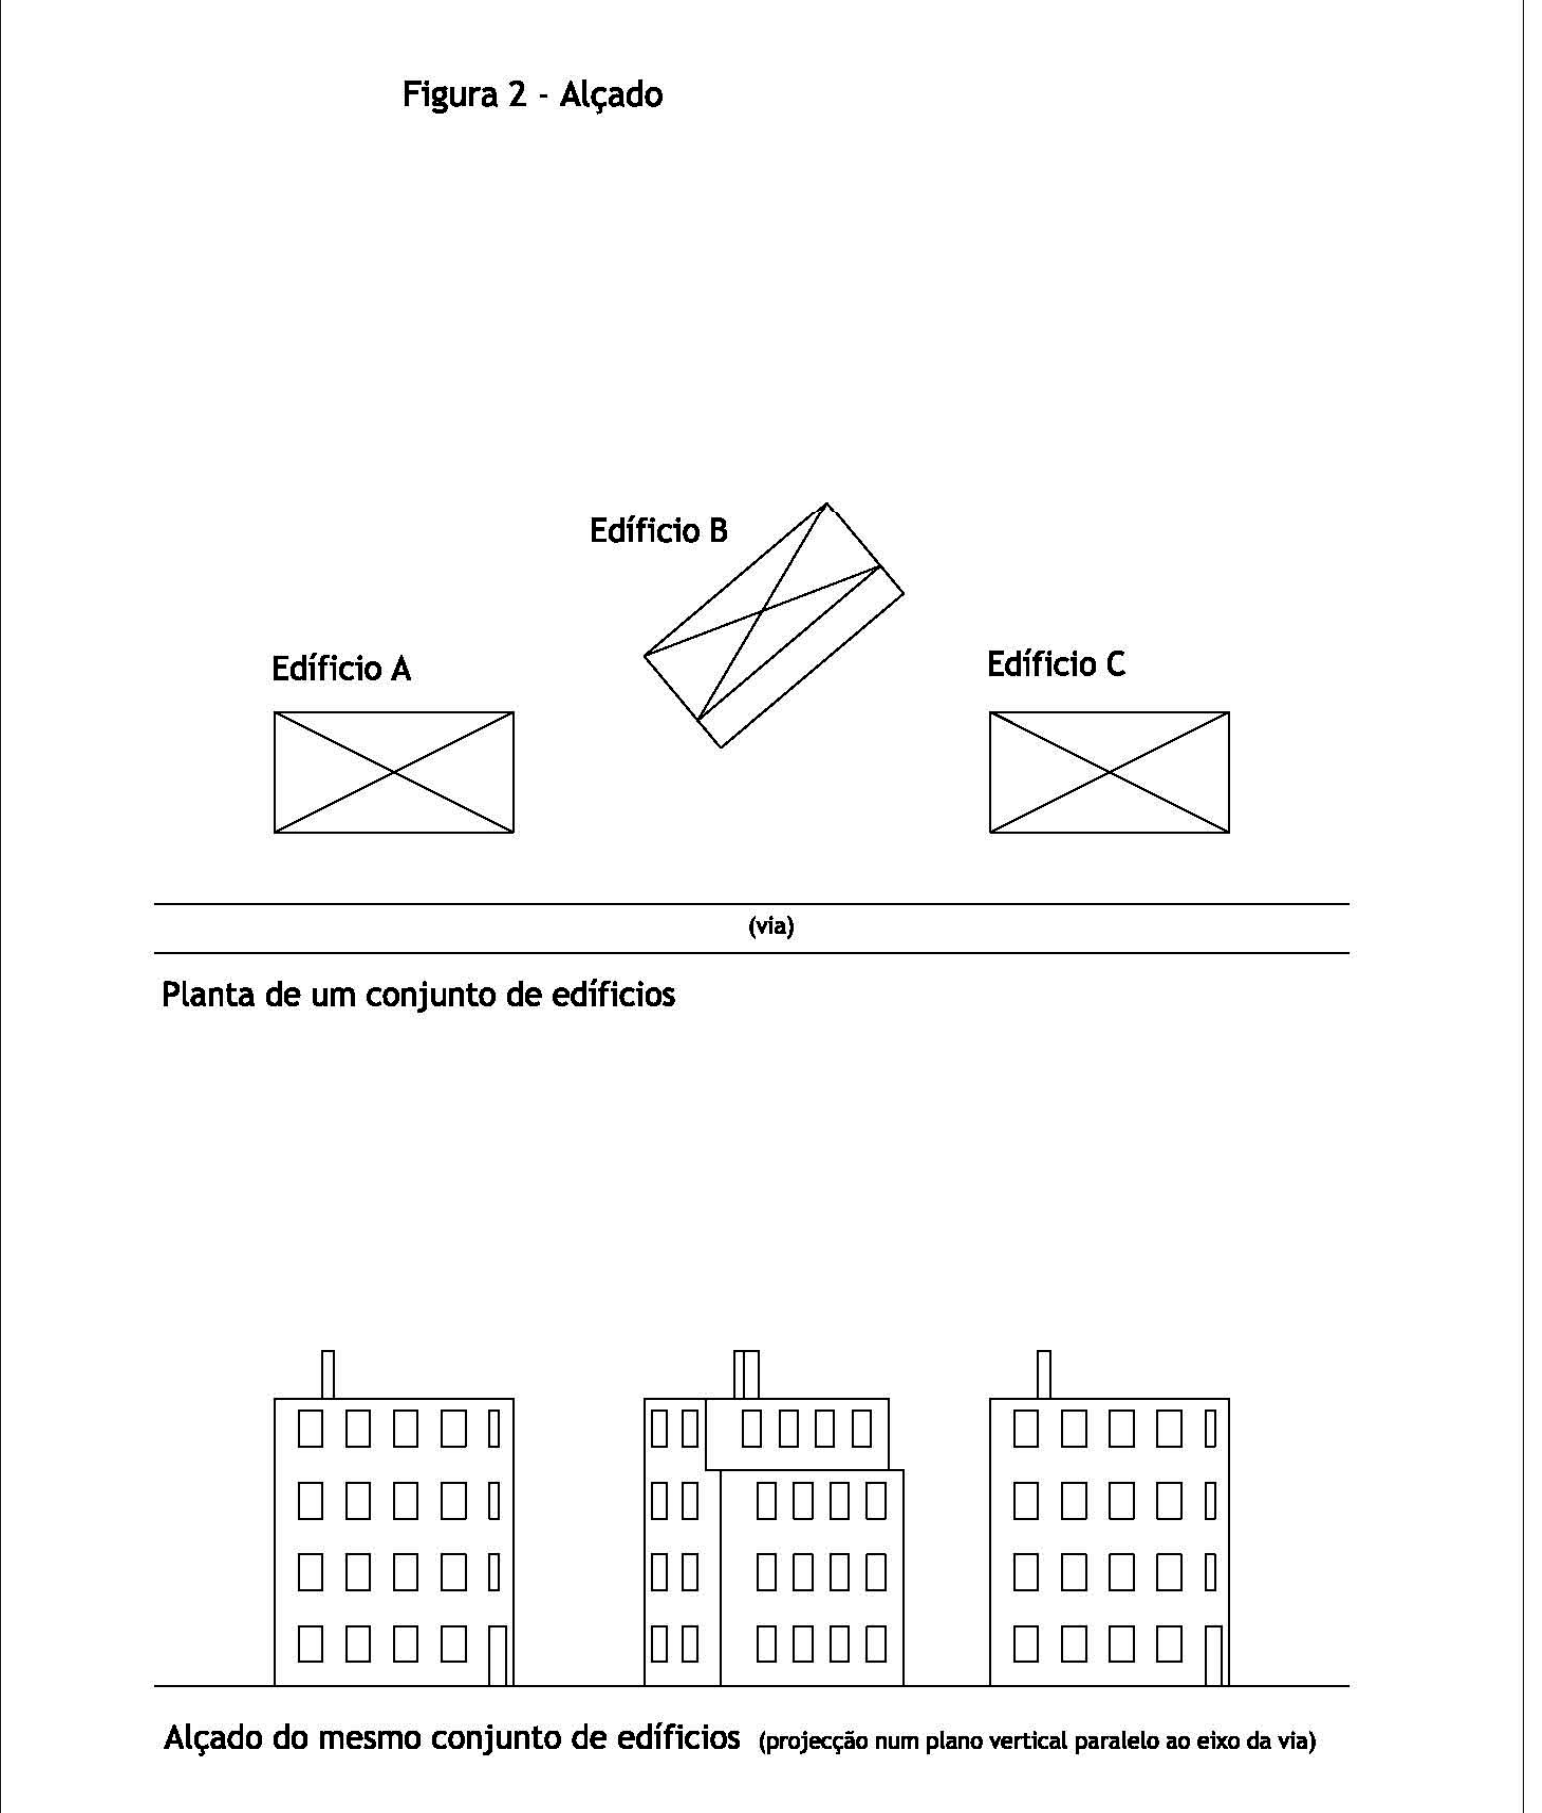 Figura 2 - Alçado
Edíficio B
Edíficio A
Edíficio C
(via)
Planta de um conjunto de edíficios
Alçado do mesmo conjunto de edíficios (projecção num plano vertical paralelo ao eixo da via)